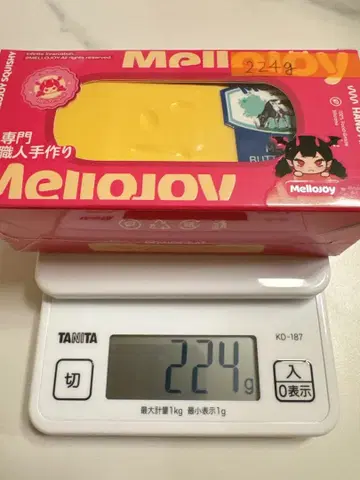 MelloJoy
224g
専門
職人手作り
BUTT
MelloJoy
MelloJoy
TANITA
KD-187
切
224g
入
0表示
最大計量1kg 最小表示1g